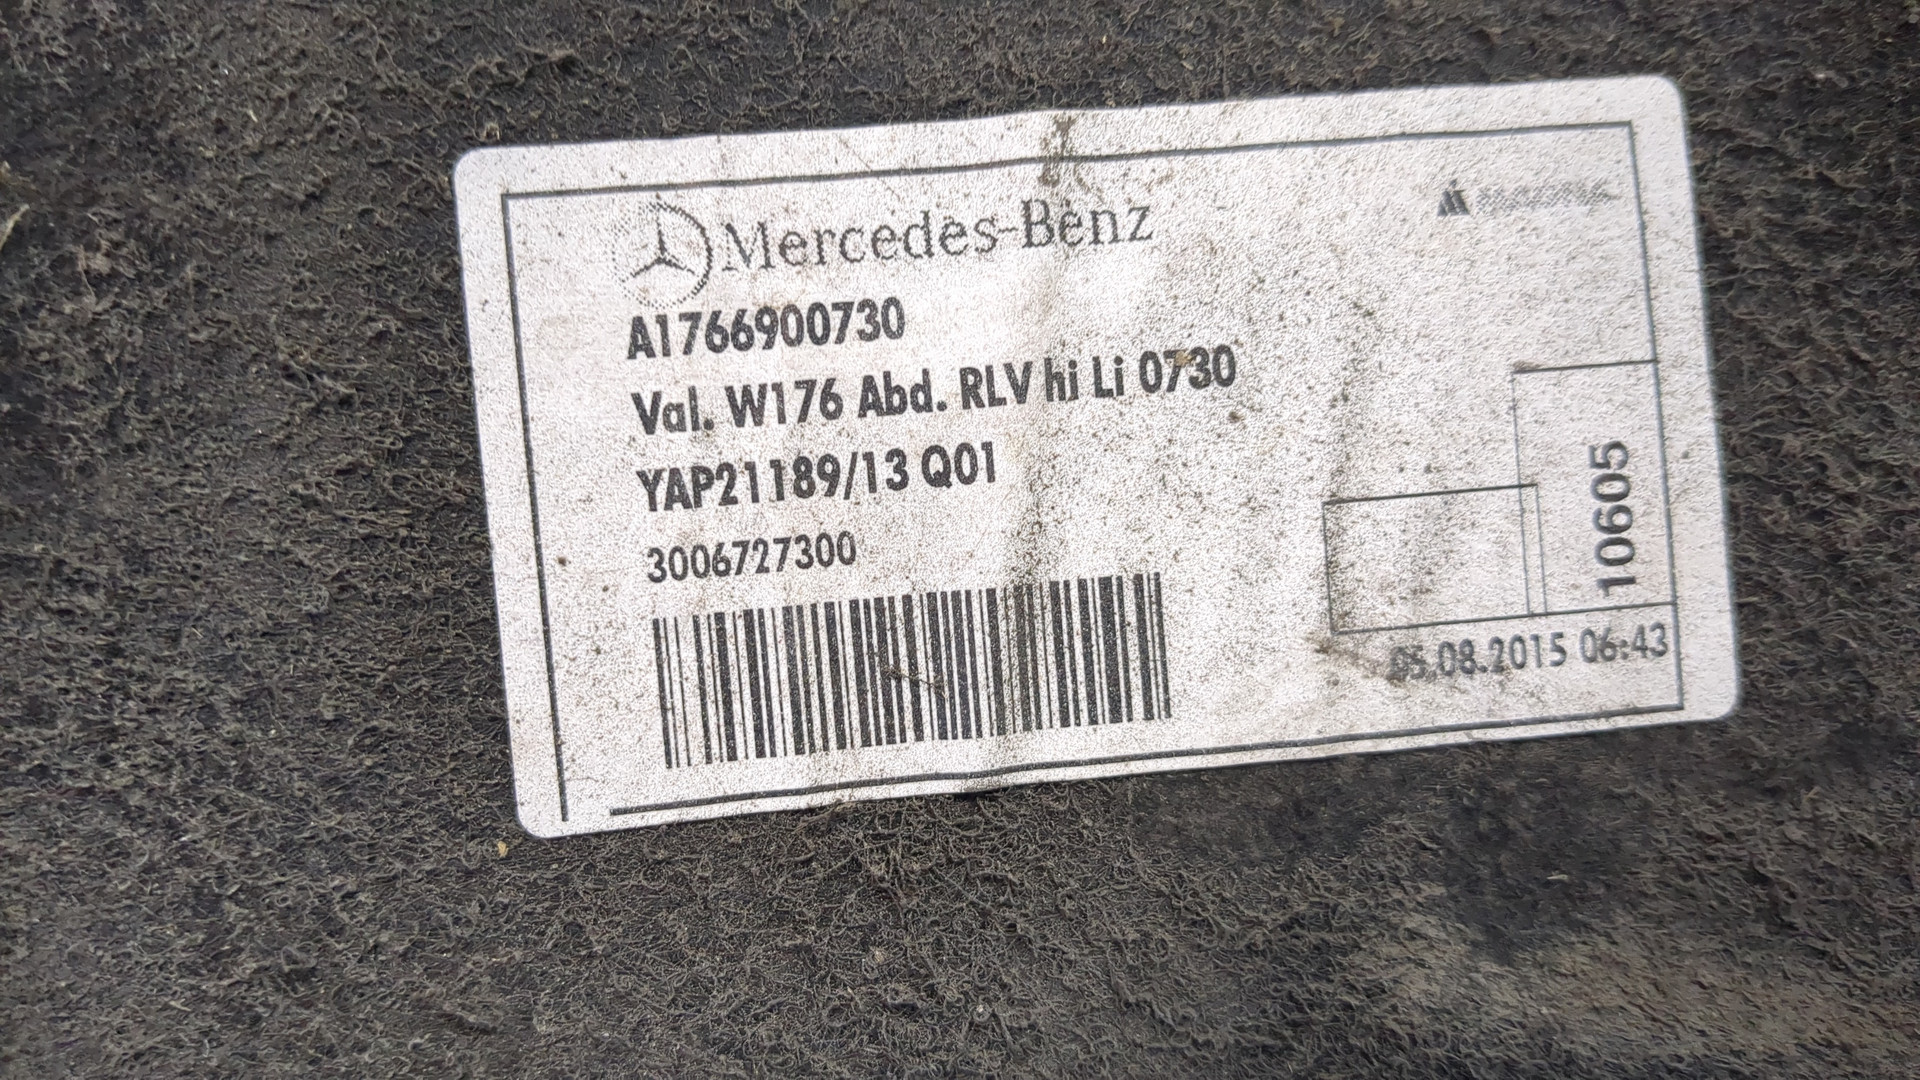 Mercedes-Benz
A1766900730
Val. W176 Abd. RLV hi Li 0730
YAP21189/13 Q01
3006727300
10605
05.08.2015 06:43